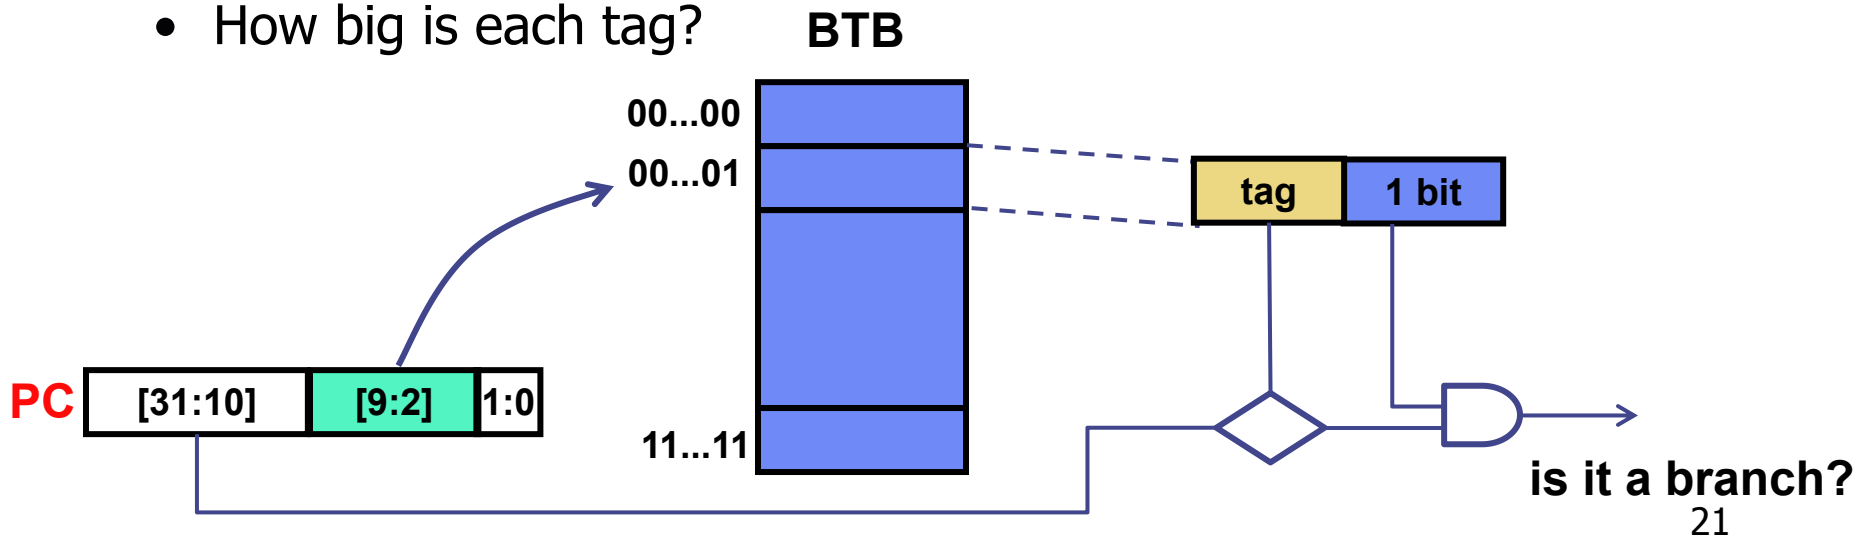 • How big is each tag?
BTB
00...00
00...01
tag
1 bit
PC
[31:10]
[9:2]
1:0
11...11
is it a branch?
21